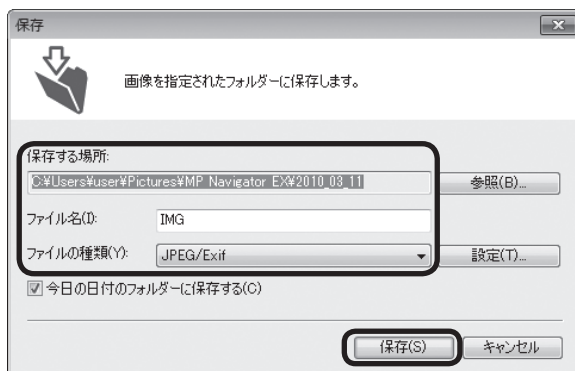 保存
画像を指定されたフォルダーに保存します。
保存する場所:
C:¥Users¥user¥Pictures¥MP Navigator EX¥2010_03_11
参照(B)...
ファイル名(I):
IMG
ファイルの種類(Y):
JPEG/Exif
設定(T)...
今日の日付のフォルダーに保存する(C)
保存(S)
キャンセル